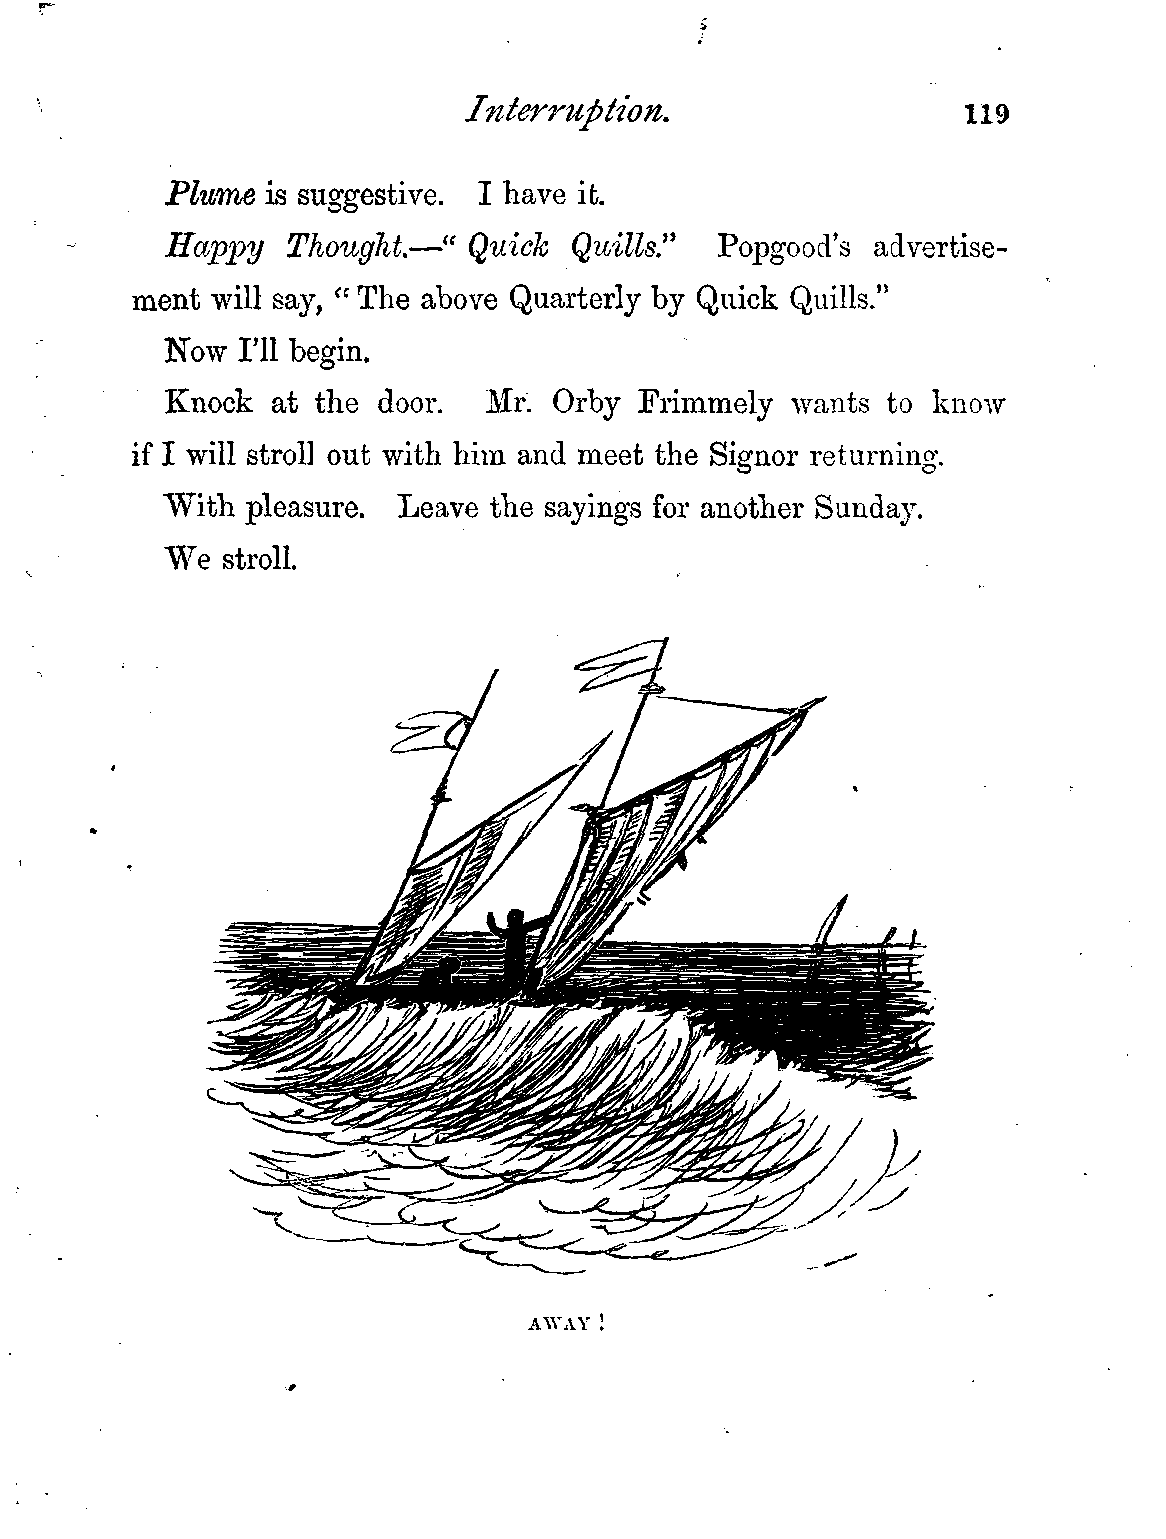 Interruption. 119
Plume is suggestive. I have it.
Happy Thought.—“ Quick Quills.” Popgood’s advertise-
ment will say, “ The above Quarterly by Quick Quills.”
Now I’ll begin.
Knock at the door. Mr. Orby Frimmely wants to know
if I will stroll out with him and meet the Signor returning.
With pleasure. Leave the sayings for another Sunday.
We stroll.
AWAY !